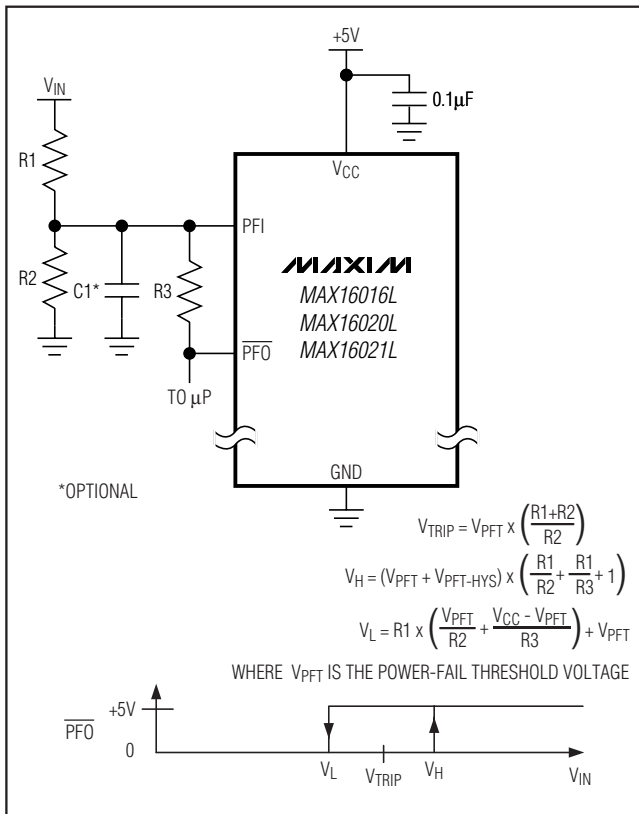 +5V
V_IN
0.1µF
R1
V_CC
PFI
R2
C1*
R3
MAXIM
MAX16016L
MAX16020L
MAX16021L
P̅F̅O̅
TO µP
GND
*OPTIONAL
V_TRIP = V_PFT x ( (R1+R2)/R2 )
V_H = (V_PFT + V_PFT-HYS) x ( R1/R2 + R1/R3 + 1 )
V_L = R1 x ( V_PFT/R2 + (V_CC - V_PFT)/R3 ) + V_PFT
WHERE V_PFT IS THE POWER-FAIL THRESHOLD VOLTAGE
+5V
P̅F̅O̅
0
V_L V_TRIP V_H V_IN